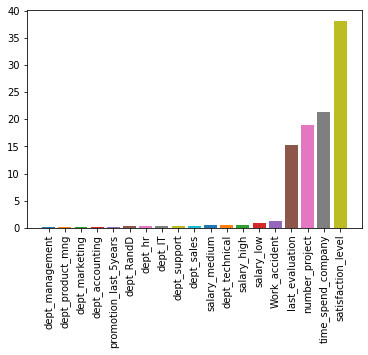 40
35
30
25
20
15
10
5
0
dept_management
dept_product_mng
dept_marketing
dept_accounting
promotion_last_5years
dept_RandD
dept_hr
dept_IT
dept_support
dept_sales
salary_medium
dept_technical
salary_high
salary_low
Work_accident
last_evaluation
number_project
time_spend_company
satisfaction_level